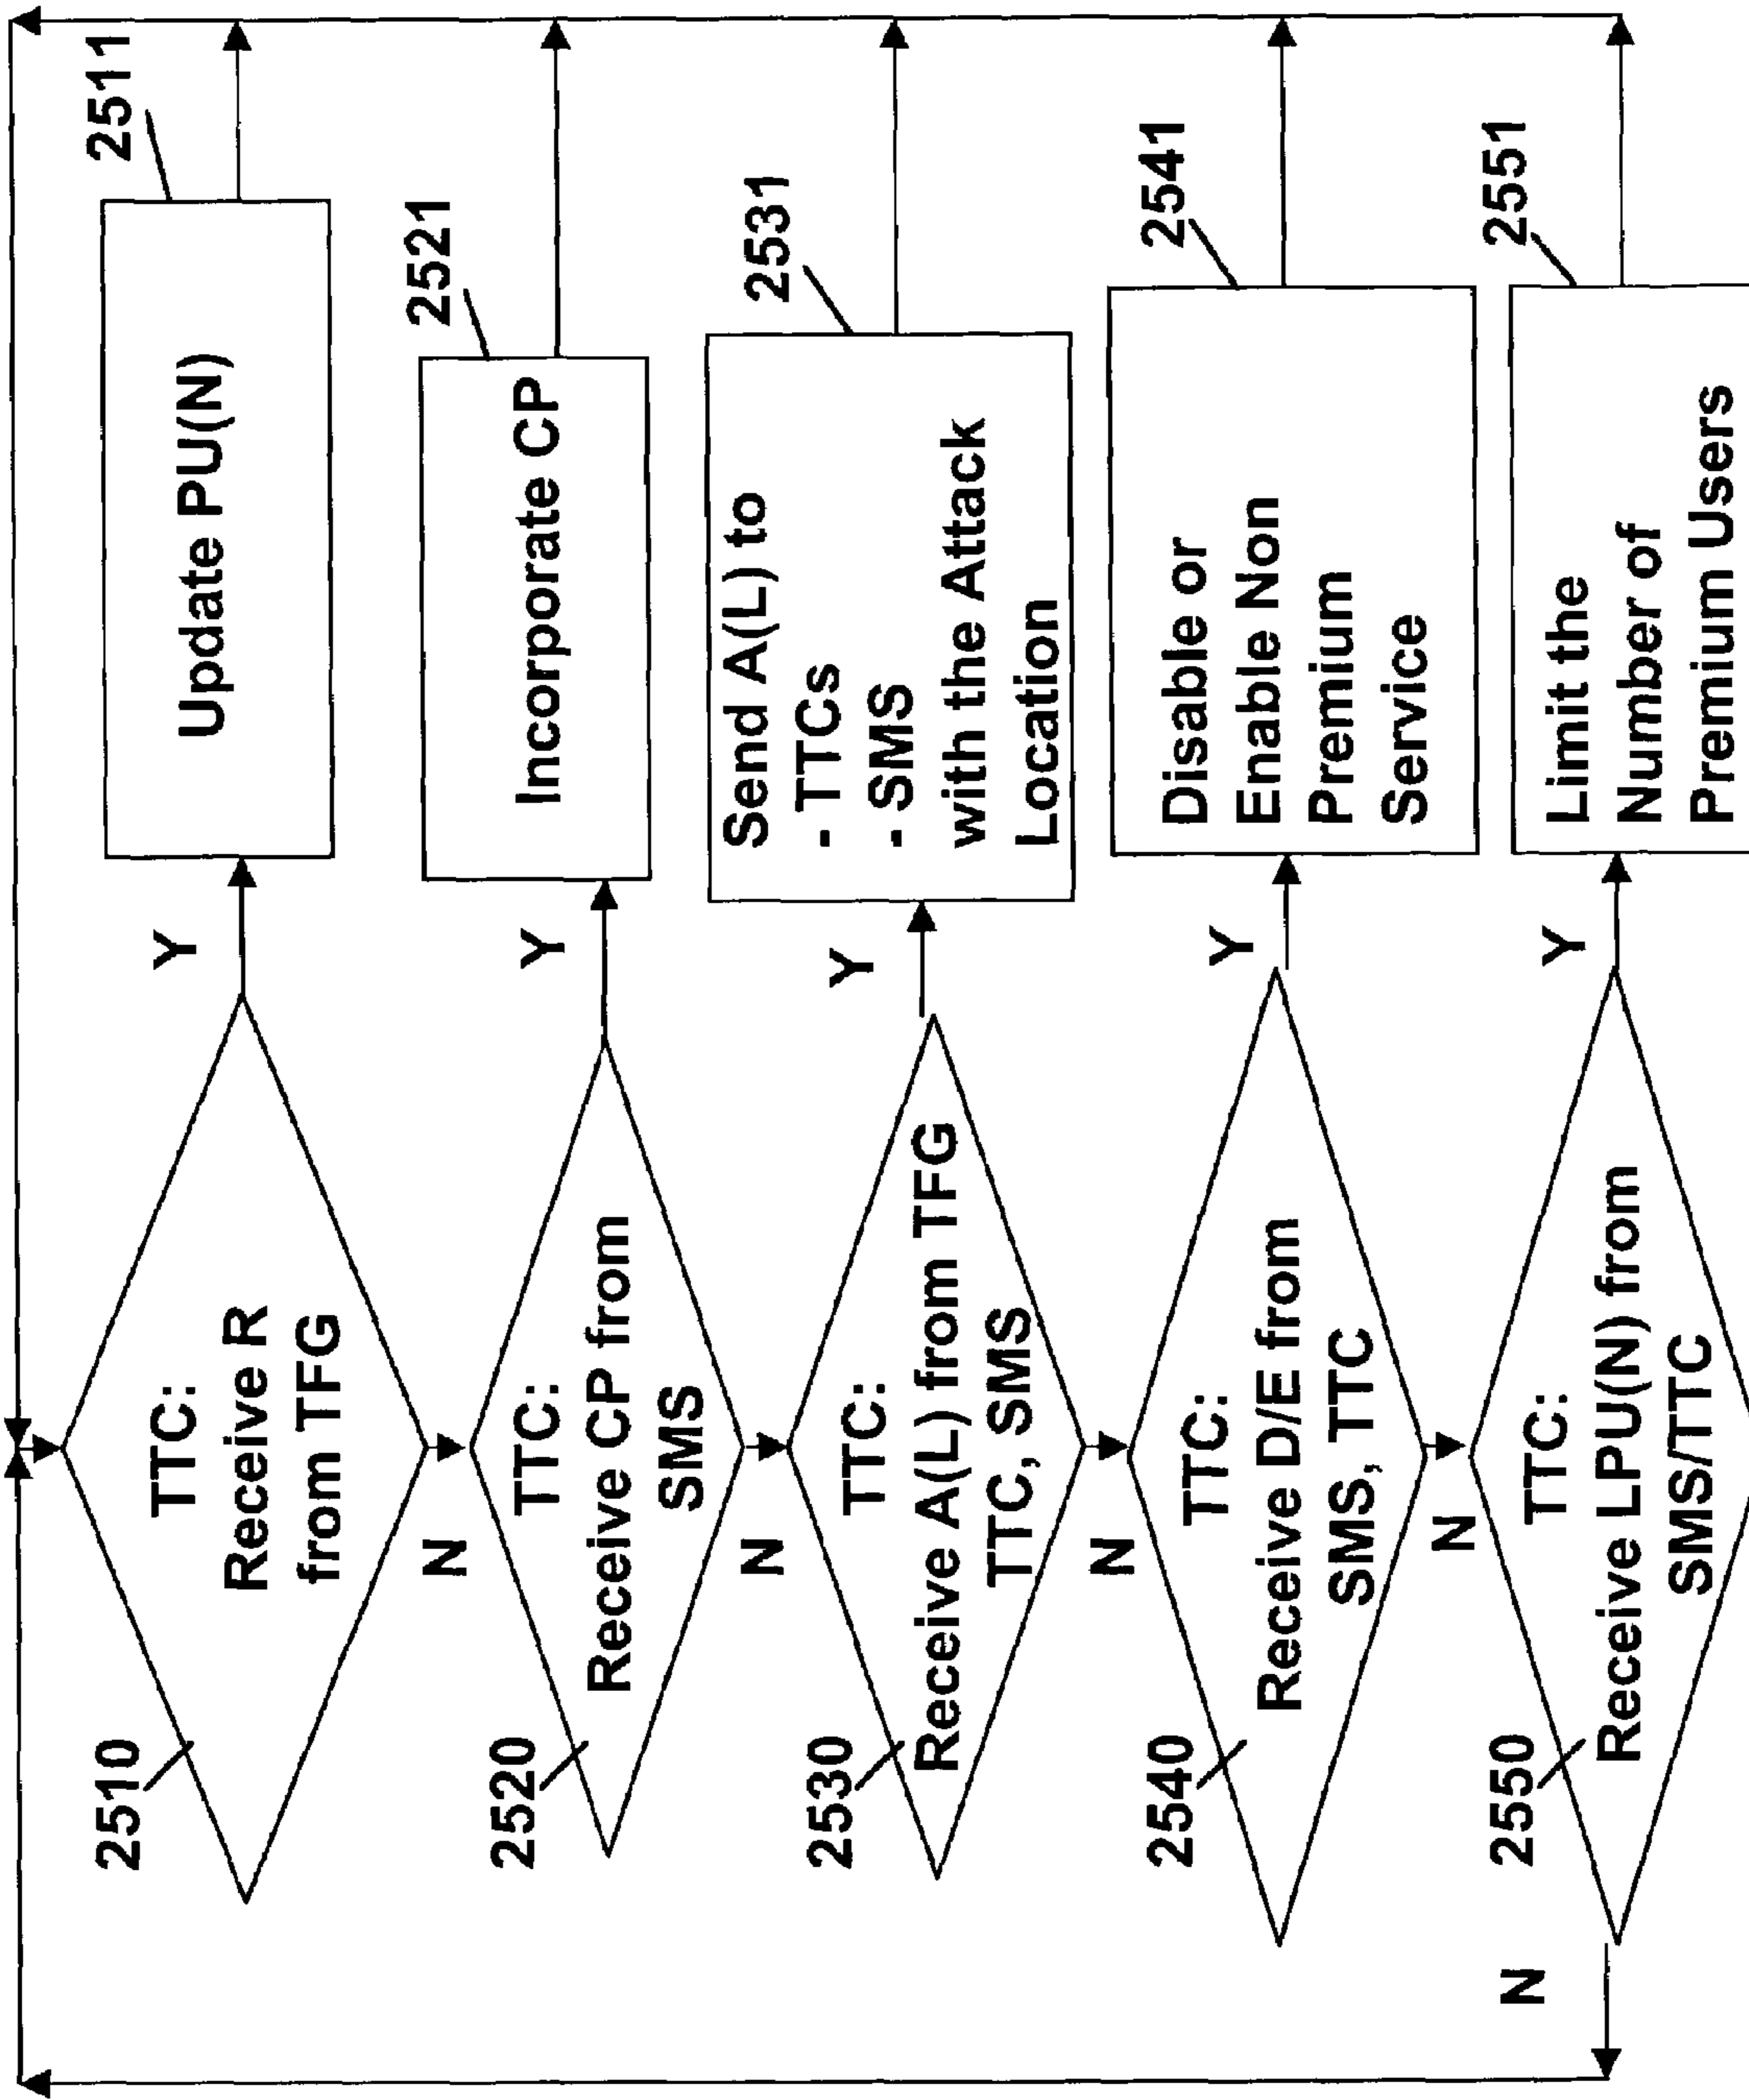 2510
TTC:
Receive R
from TFG
Y
2511
Update PU(N)
N
2520
TTC:
Receive CP from
SMS
Y
2521
Incorporate CP
N
2530
TTC:
Receive A(L) from TFG
TTC, SMS
Y
2531
Send A(L) to
- TTCs
- SMS
with the Attack
Location
N
2540
TTC:
Receive D/E from
SMS, TTC
Y
2541
Disable or
Enable Non
Premium
Service
N
2550
TTC:
Receive LPU(N) from
SMS/TTC
Y
2551
Limit the
Number of
Premium Users
N